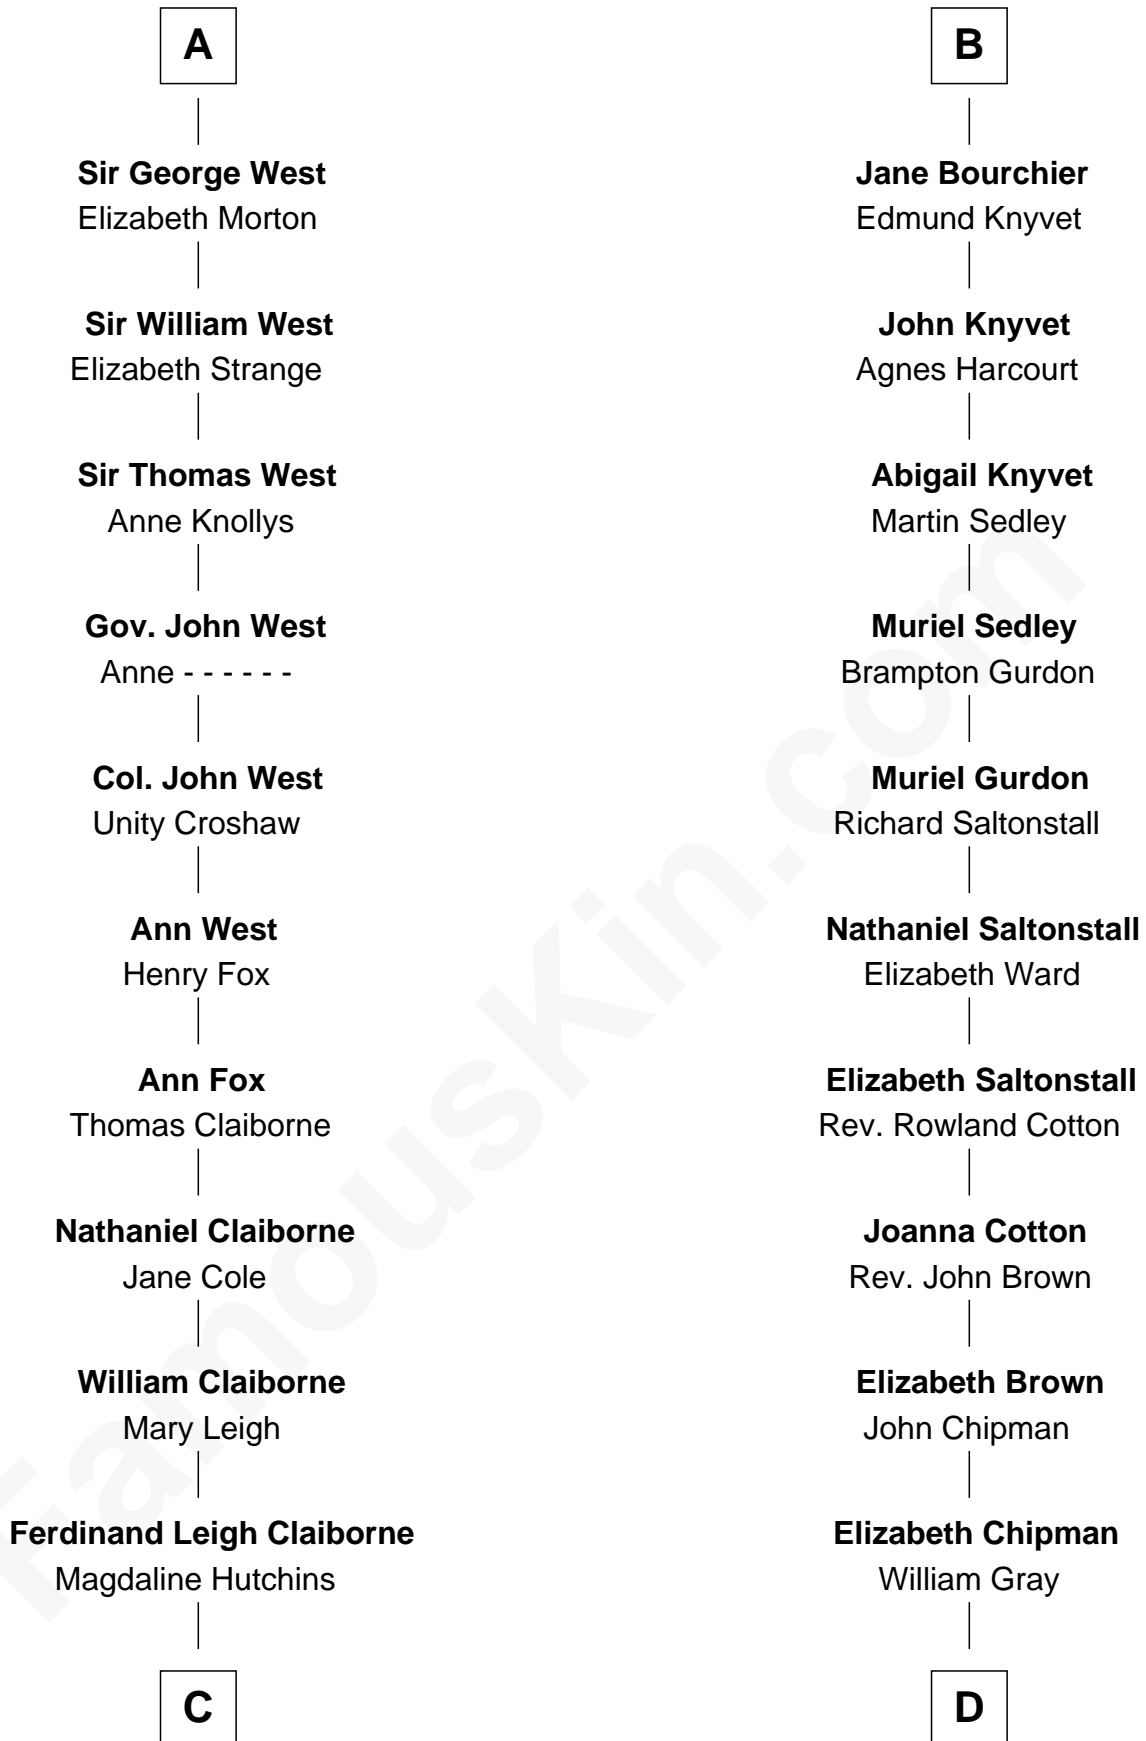 A
Sir George West
Elizabeth Morton
Sir William West
Elizabeth Strange
Sir Thomas West
Anne Knollys
Gov. John West
Anne - - - - - -
Col. John West
Unity Croshaw
Ann West
Henry Fox
Ann Fox
Thomas Claiborne
Nathaniel Claiborne
Jane Cole
William Claiborne
Mary Leigh
Ferdinand Leigh Claiborne
Magdaline Hutchins
C
B
Jane Bourchier
Edmund Knyvet
John Knyvet
Agnes Harcourt
Abigail Knyvet
Martin Sedley
Muriel Sedley
Brampton Gurdon
Muriel Gurdon
Richard Saltonstall
Nathaniel Saltonstall
Elizabeth Ward
Elizabeth Saltonstall
Rev. Rowland Cotton
Joanna Cotton
Rev. John Brown
Elizabeth Brown
John Chipman
Elizabeth Chipman
William Gray
D
FamousKin.com